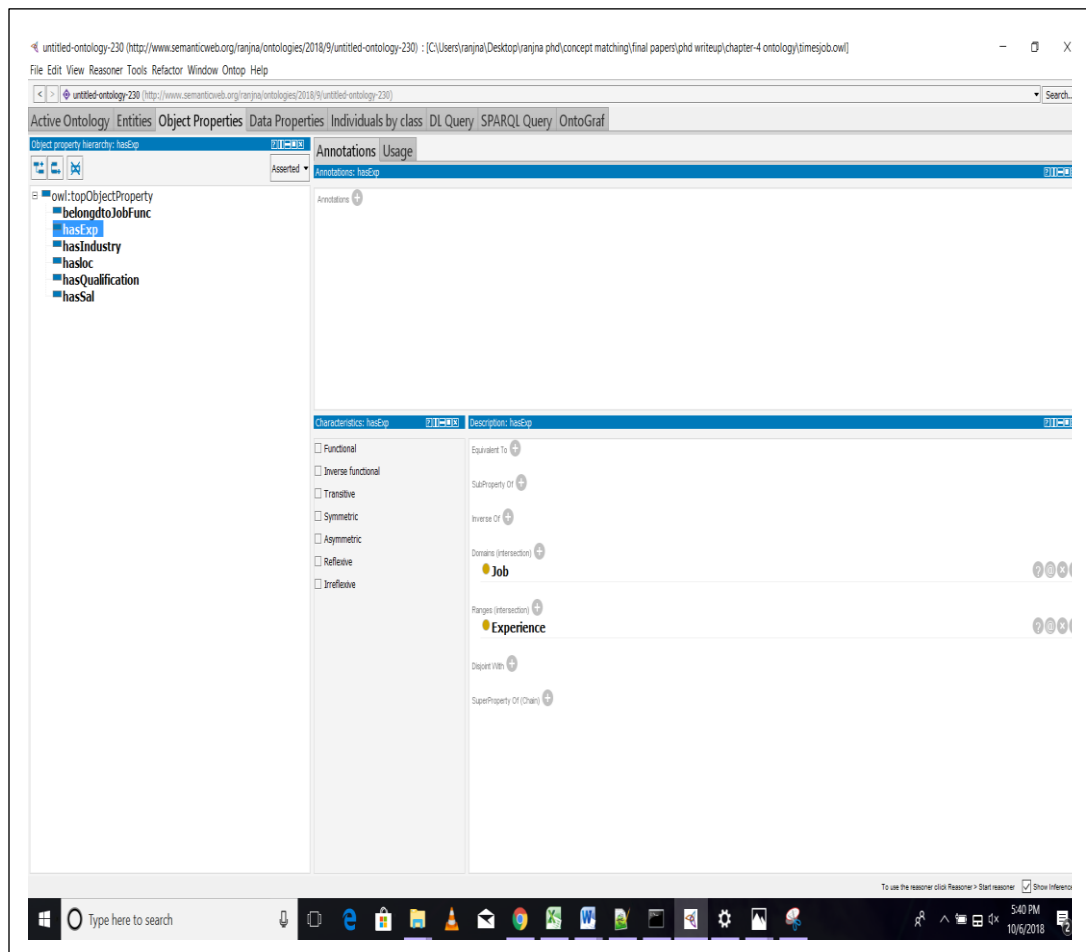 untitled-ontology-230 (http://www.semanticweb.org/ranjna/ontologies/2018/9/untitled-ontology-230) : [C:\Users\ranjna\Desktop\ranjna phd\concept matching\final papers\phd writeup\chapter-4 ontology\timesjob.owl]
File Edit View Reasoner Tools Refactor Window Ontop Help
untitled-ontology-230 (http://www.semanticweb.org/ranjna/ontologies/2018/9/untitled-ontology-230)
Search...
Active Ontology Entities Object Properties Data Properties Individuals by class DL Query SPARQL Query OntoGraf
Object property hierarchy: hasExp
Asserted
owl:topObjectProperty
belongdtoJobFunc
hasExp
hasIndustry
hasloc
hasQualification
hasSal
Annotations Usage
Annotations: hasExp
Annotations
Characteristics: hasExp
Functional
Inverse functional
Transitive
Symmetric
Asymmetric
Reflexive
Irreflexive
Description: hasExp
Equivalent To
SubProperty Of
Inverse Of
Domains (intersection)
Job
Ranges (intersection)
Experience
Disjoint With
SuperProperty Of (Chain)
To use the reasoner click Reasoner > Start reasoner Show Inference
Type here to search
5:40 PM
10/6/2018
2